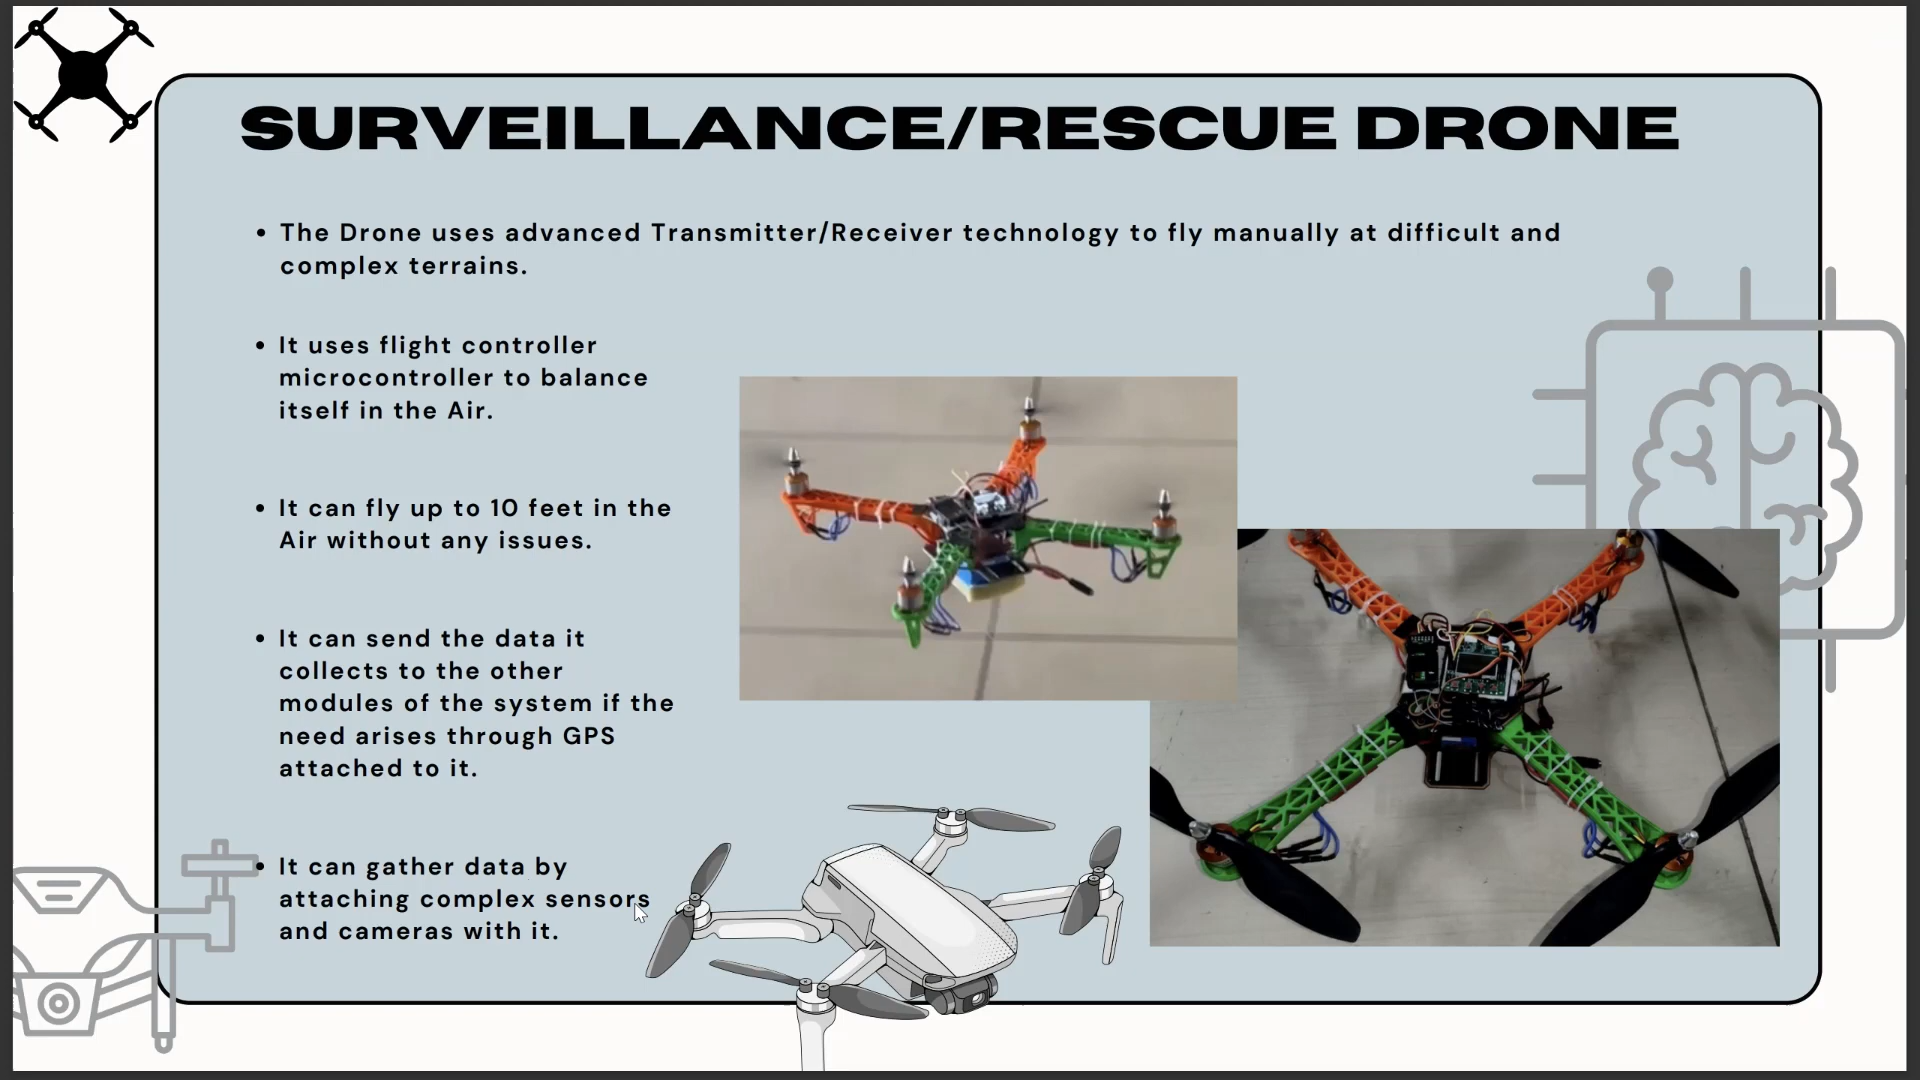 SURVEILLANCE/RESCUE DRONE
The Drone uses advanced Transmitter/Receiver technology to fly manually at difficult and
complex terrains.
It uses flight controller
microcontroller to balance
itself in the Air.
It can fly up to 10 feet in the
Air without any issues.
It can send the data it
collects to the other
modules of the system if the
need arises through GPS
attached to it.
It can gather data by
attaching complex sensors
and cameras with it.